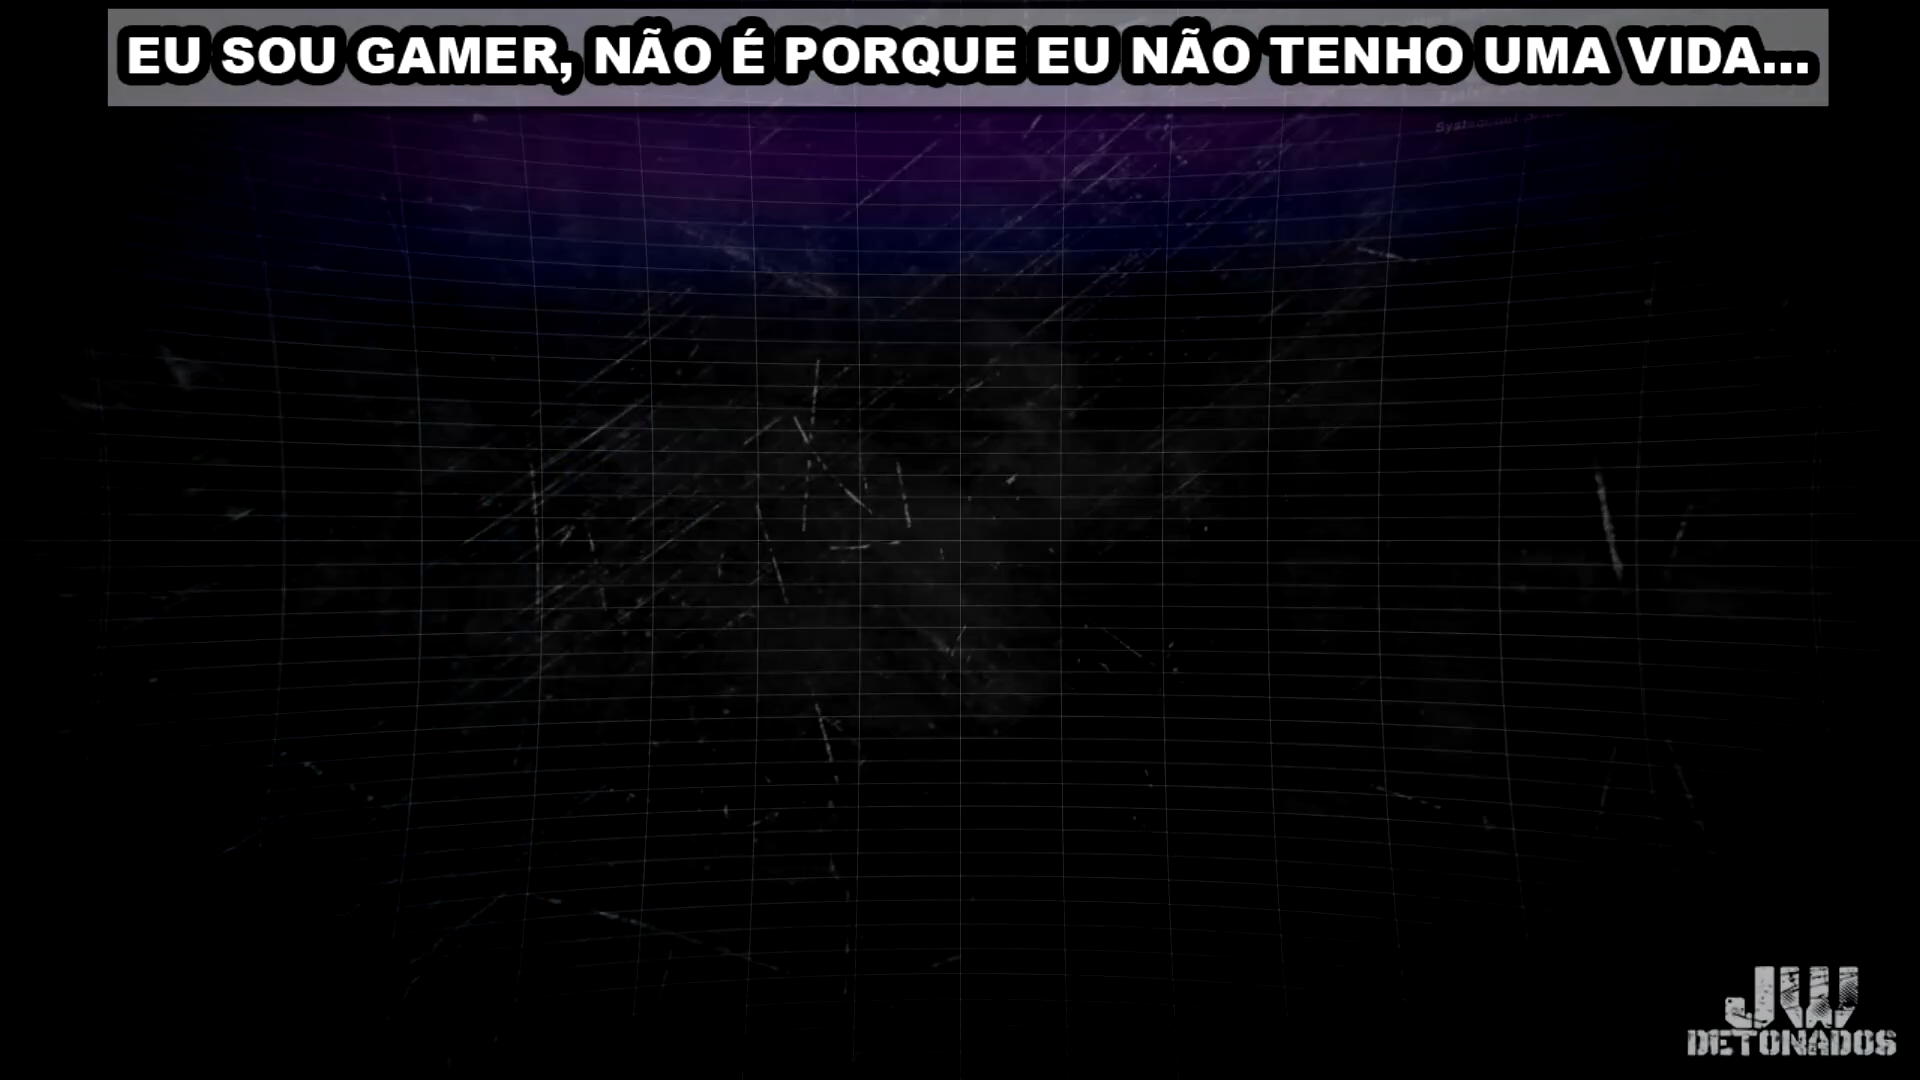 EU SOU GAMER, NÃO É PORQUE EU NÃO TENHO UMA VIDA...
JW
DETONADOS